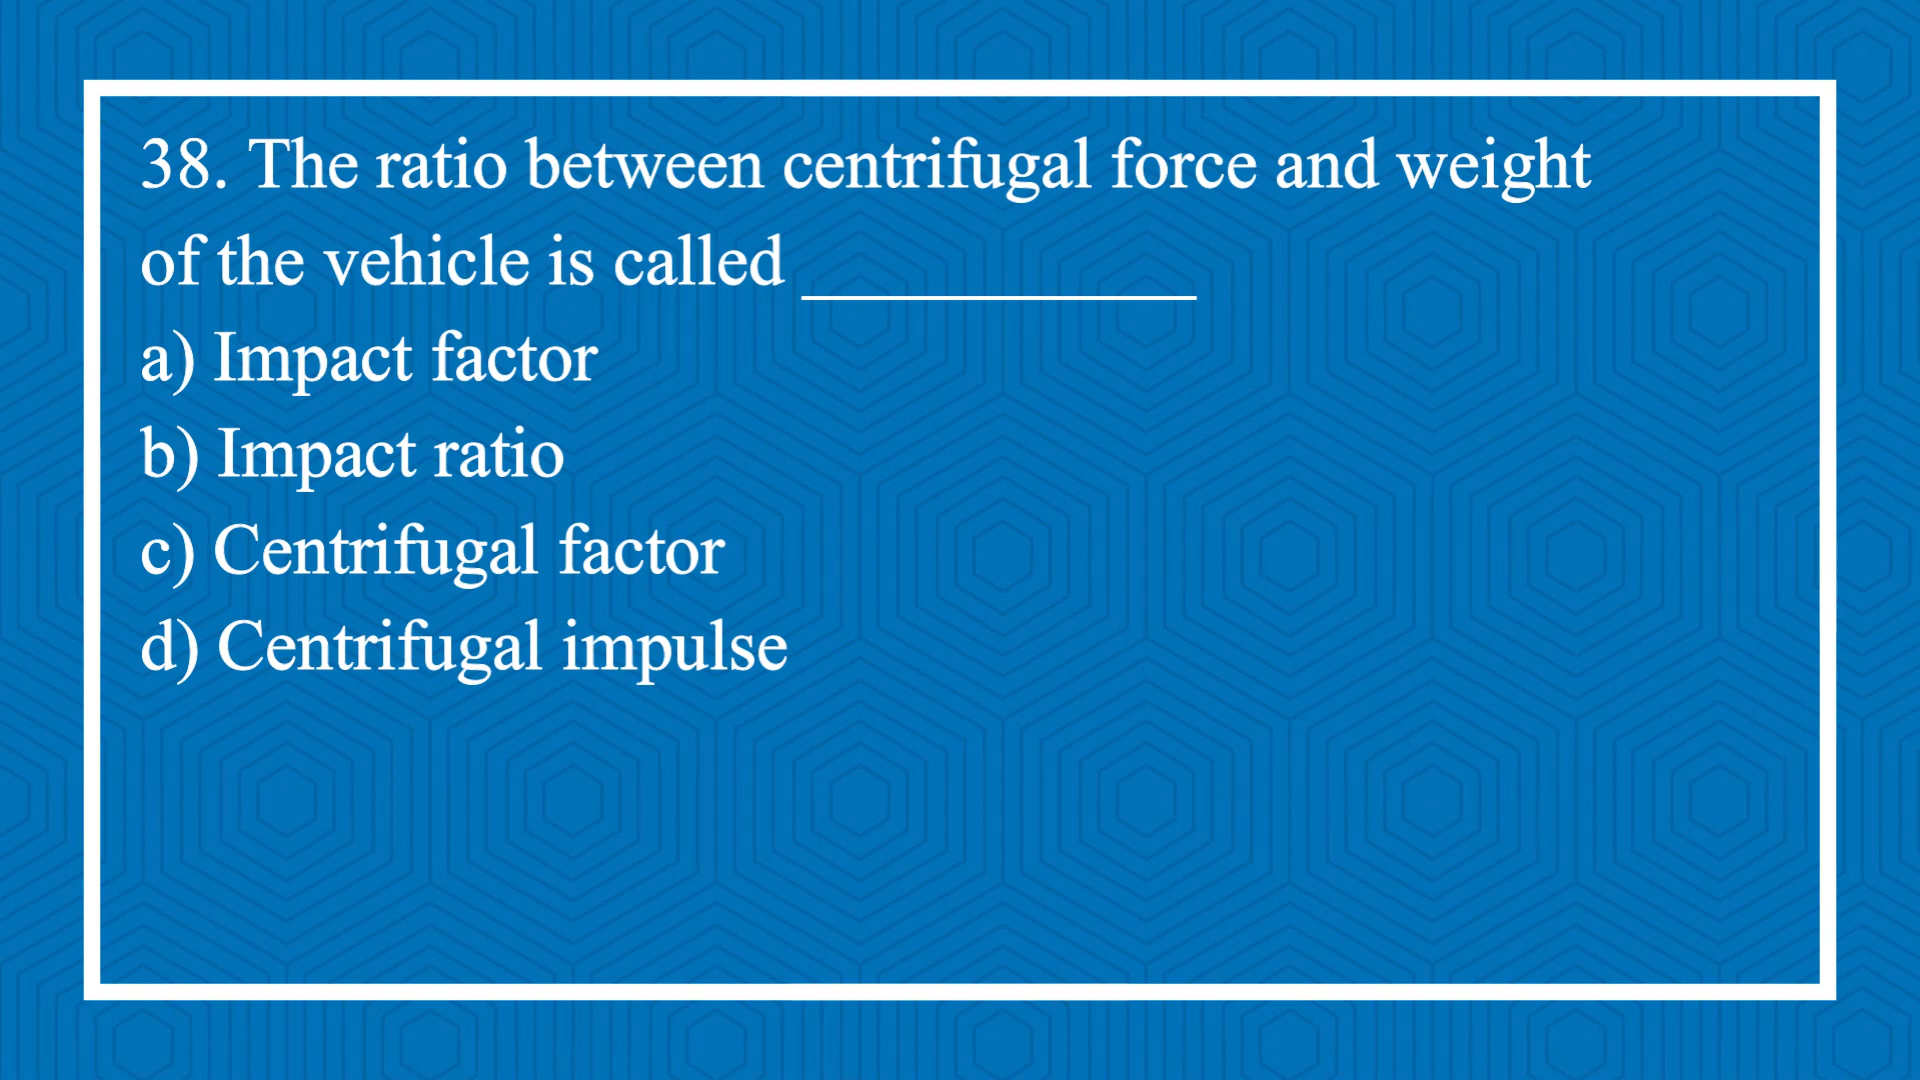 38. The ratio between centrifugal force and weight
of the vehicle is called ____________
a) Impact factor
b) Impact ratio
c) Centrifugal factor
d) Centrifugal impulse